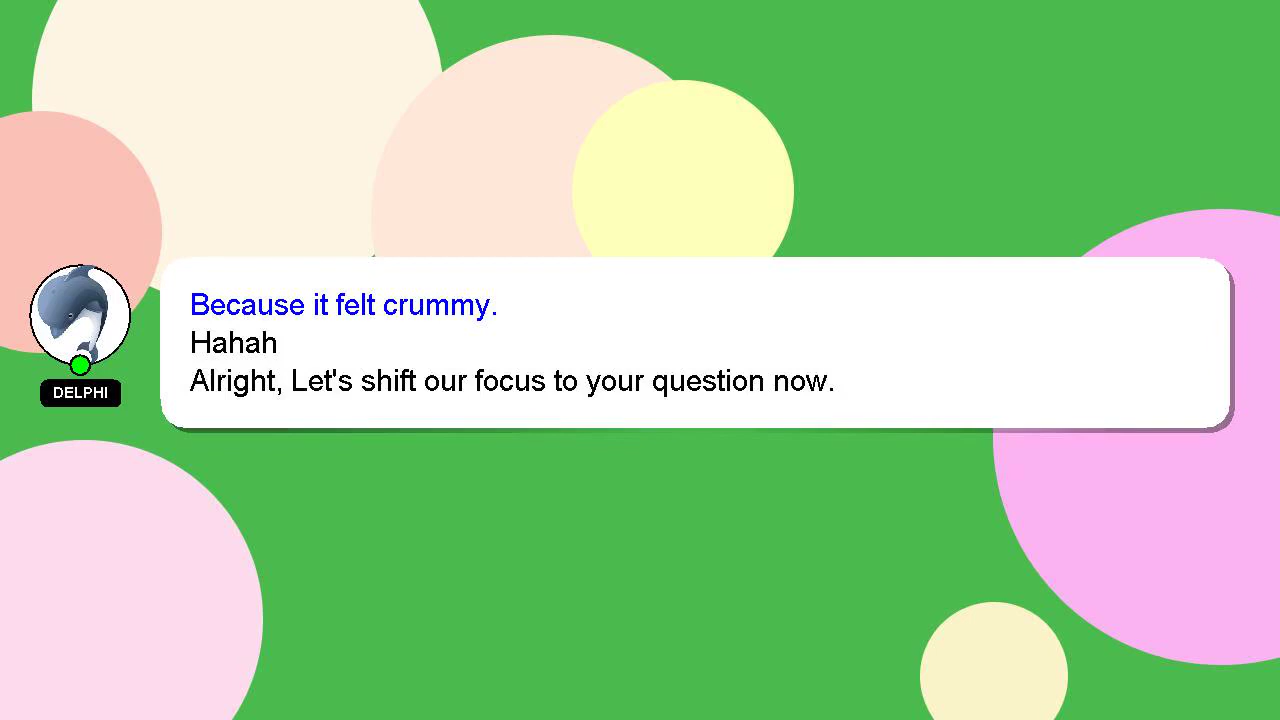 Because it felt crummy.
Hahah
Alright, Let's shift our focus to your question now.
DELPHI